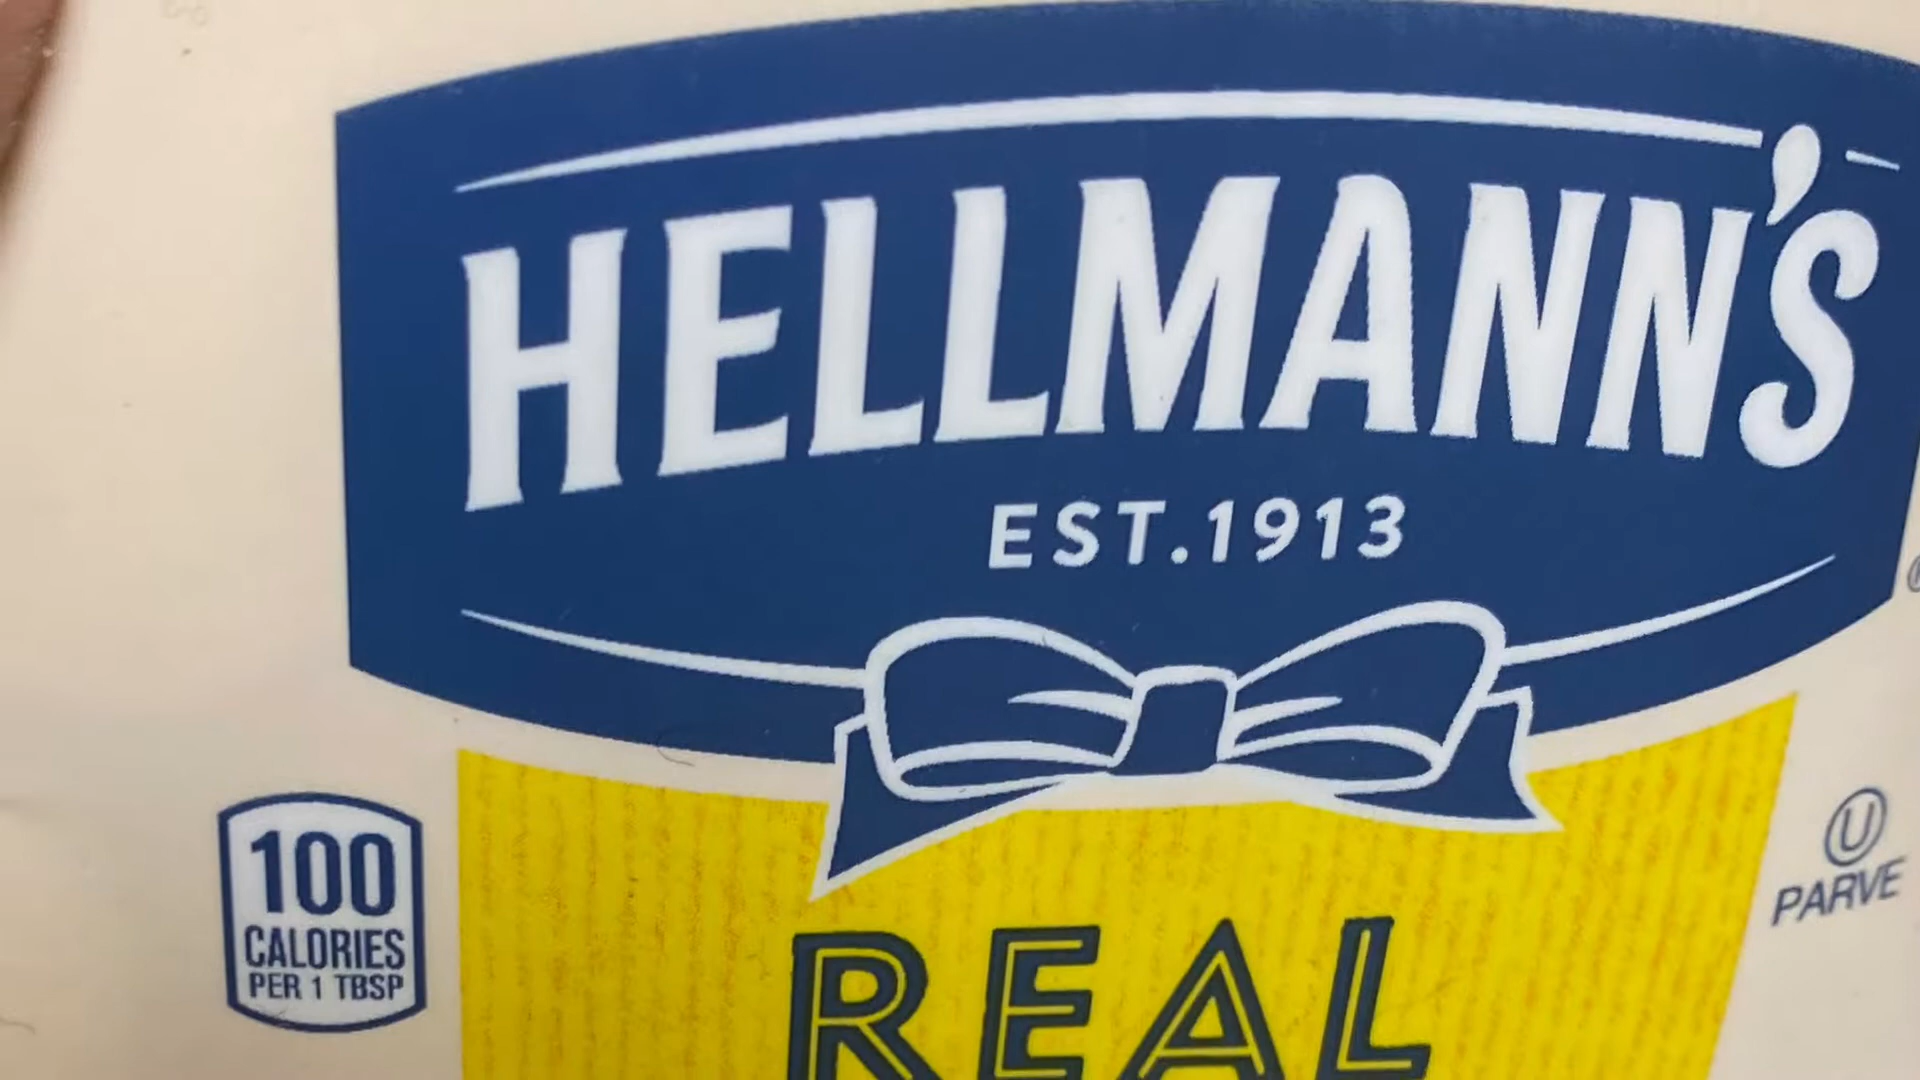 HELLMANN'S
EST.1913
100
CALORIES
PER 1 TBSP
U
PARVE
REAL